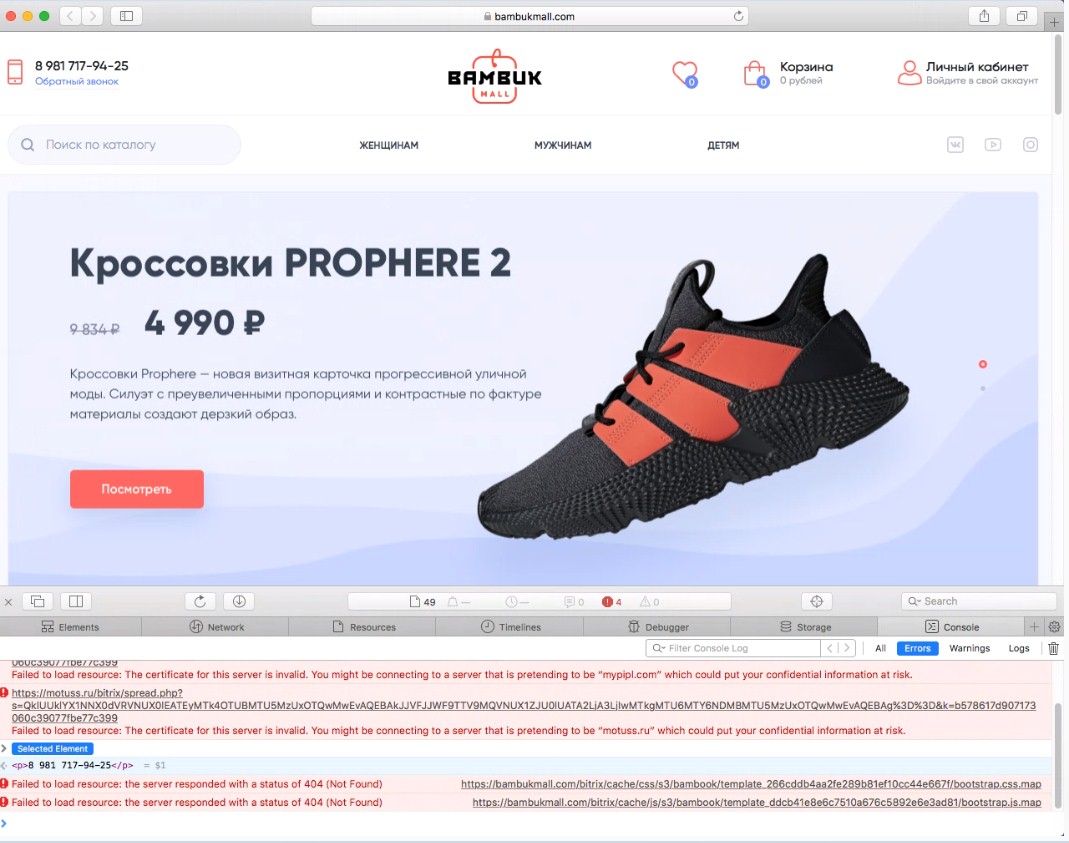 bambukmall.com
8 981 717-94-25
Обратный звонок
BAMBUK
MALL
0
0
Корзина
0 рублей
Личный кабинет
Войдите в свой аккаунт
Поиск по каталогу
ЖЕНЩИНАМ
МУЖЧИНАМ
ДЕТЯМ
Кроссовки PROPHERE 2
9 834 ₽ 4 990 ₽
Кроссовки Prophere — новая визитная карточка прогрессивной уличной
моды. Силуэт с преувеличенными пропорциями и контрастные по фактуре
материалы создают дерзкий образ.
Посмотреть
49 — — 0 4 0
Search
Elements
Network
Resources
Timelines
Debugger
Storage
Console
Filter Console Log
All
Errors
Warnings
Logs
060c39077fbe77c399
Failed to load resource: The certificate for this server is invalid. You might be connecting to a server that is pretending to be “mypipl.com” which could put your confidential information at risk.
https://motuss.ru/bitrix/spread.php?
060c39077fbe77c399
Failed to load resource: The certificate for this server is invalid. You might be connecting to a server that is pretending to be “motuss.ru” which could put your confidential information at risk.
Selected Element
<p>8 981 717-94-25</p> = $1
Failed to load resource: the server responded with a status of 404 (Not Found) https://bambukmall.com/bitrix/cache/css/s3/bambook/template_266cddb4aa2fe289b81ef10cc44e667f/bootstrap.css.map
Failed to load resource: the server responded with a status of 404 (Not Found) https://bambukmall.com/bitrix/cache/js/s3/bambook/template_ddcb41e8e6c7510a676c5892e6e3ad81/bootstrap.js.map